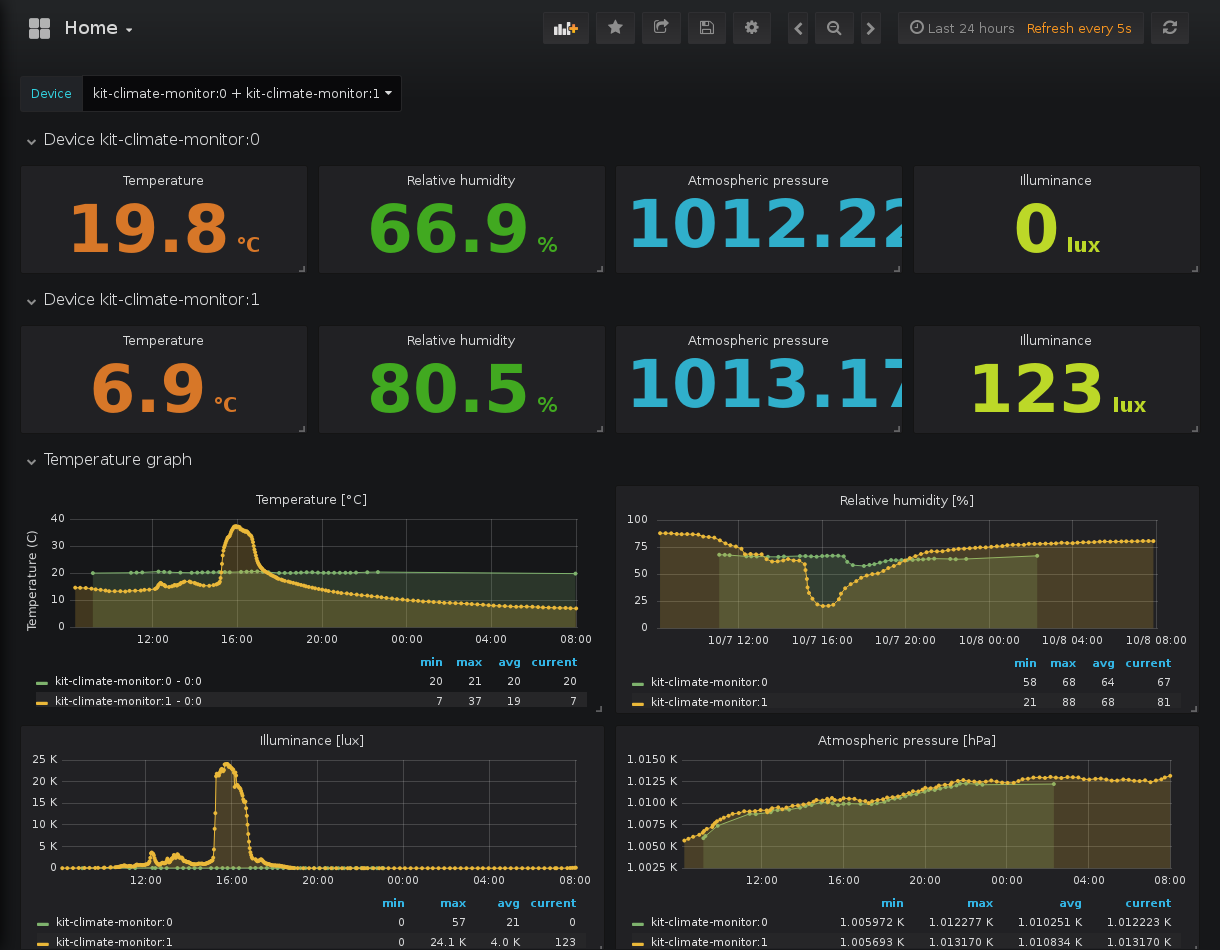 Home
Last 24 hours Refresh every 5s
Device kit-climate-monitor:0 + kit-climate-monitor:1
Device kit-climate-monitor:0
Temperature Relative humidity Atmospheric pressure Illuminance
19.8 °C 66.9 % 1012.22 0 lux
Device kit-climate-monitor:1
Temperature Relative humidity Atmospheric pressure Illuminance
6.9 °C 80.5 % 1013.17 123 lux
Temperature graph
Temperature [°C]
Temperature (C)
40
30
20
10
0
12:00 16:00 20:00 00:00 04:00 08:00
min max avg current
kit-climate-monitor:0 - 0:0 20 21 20 20
kit-climate-monitor:1 - 0:0 7 37 19 7
Relative humidity [%]
100
75
50
25
0
10/7 12:00 10/7 16:00 10/7 20:00 10/8 00:00 10/8 04:00 10/8 08:00
min max avg current
kit-climate-monitor:0 58 68 64 67
kit-climate-monitor:1 21 88 68 81
Illuminance [lux]
25 K
20 K
15 K
10 K
5 K
0
12:00 16:00 20:00 00:00 04:00 08:00
min max avg current
kit-climate-monitor:0 0 57 21 0
kit-climate-monitor:1 0 24.1 K 4.0 K 123
Atmospheric pressure [hPa]
1.0150 K
1.0125 K
1.0100 K
1.0075 K
1.0050 K
1.0025 K
12:00 16:00 20:00 00:00 04:00 08:00
min max avg current
kit-climate-monitor:0 1.005972 K 1.012277 K 1.010251 K 1.012223 K
kit-climate-monitor:1 1.005693 K 1.013170 K 1.010834 K 1.013170 K